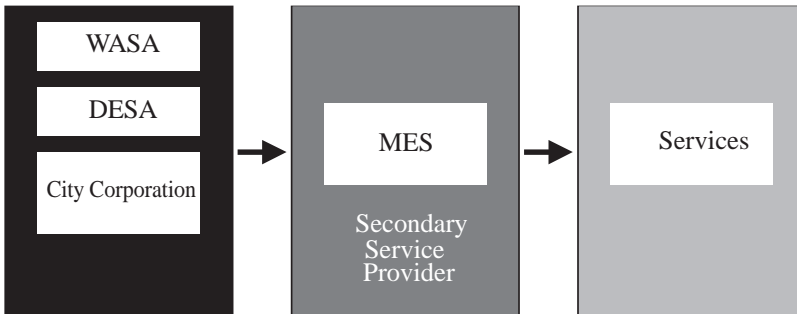 WASA
DESA
City Corporation
MES
Secondary
Service
Provider
Services